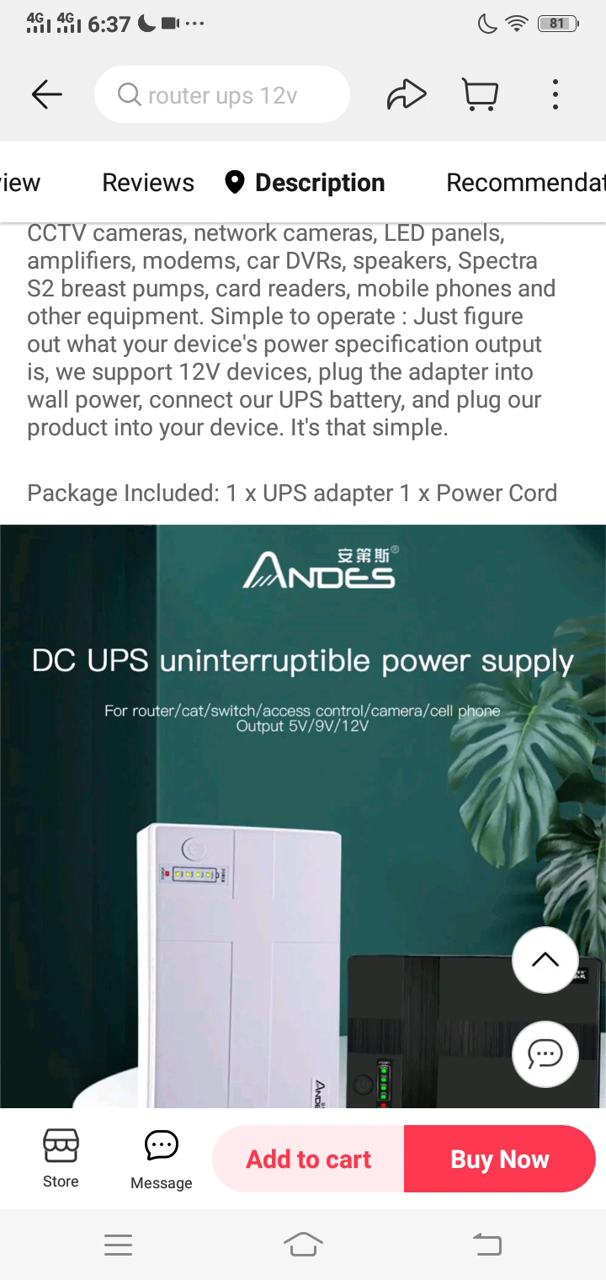 4G 4G 6:37 81
router ups 12v
iew Reviews Description Recommendat
CCTV cameras, network cameras, LED panels,
amplifiers, modems, car DVRs, speakers, Spectra
S2 breast pumps, card readers, mobile phones and
other equipment. Simple to operate : Just figure
out what your device's power specification output
is, we support 12V devices, plug the adapter into
wall power, connect our UPS battery, and plug our
product into your device. It's that simple.
Package Included: 1 x UPS adapter 1 x Power Cord
安第斯®
ANDES
DC UPS uninterruptible power supply
For router/cat/switch/access control/camera/cell phone
Output 5V/9V/12V
ANDE
Store
Message
Add to cart
Buy Now